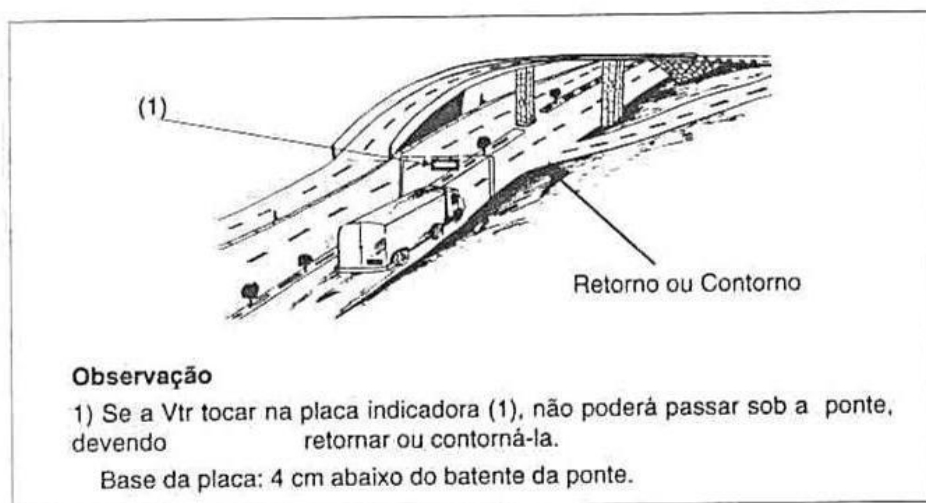 (1)
Retorno ou Contorno
Observação
1) Se a Vtr tocar na placa indicadora (1), não poderá passar sob a ponte,
devendo retornar ou contorná-la.
Base da placa: 4 cm abaixo do batente da ponte.